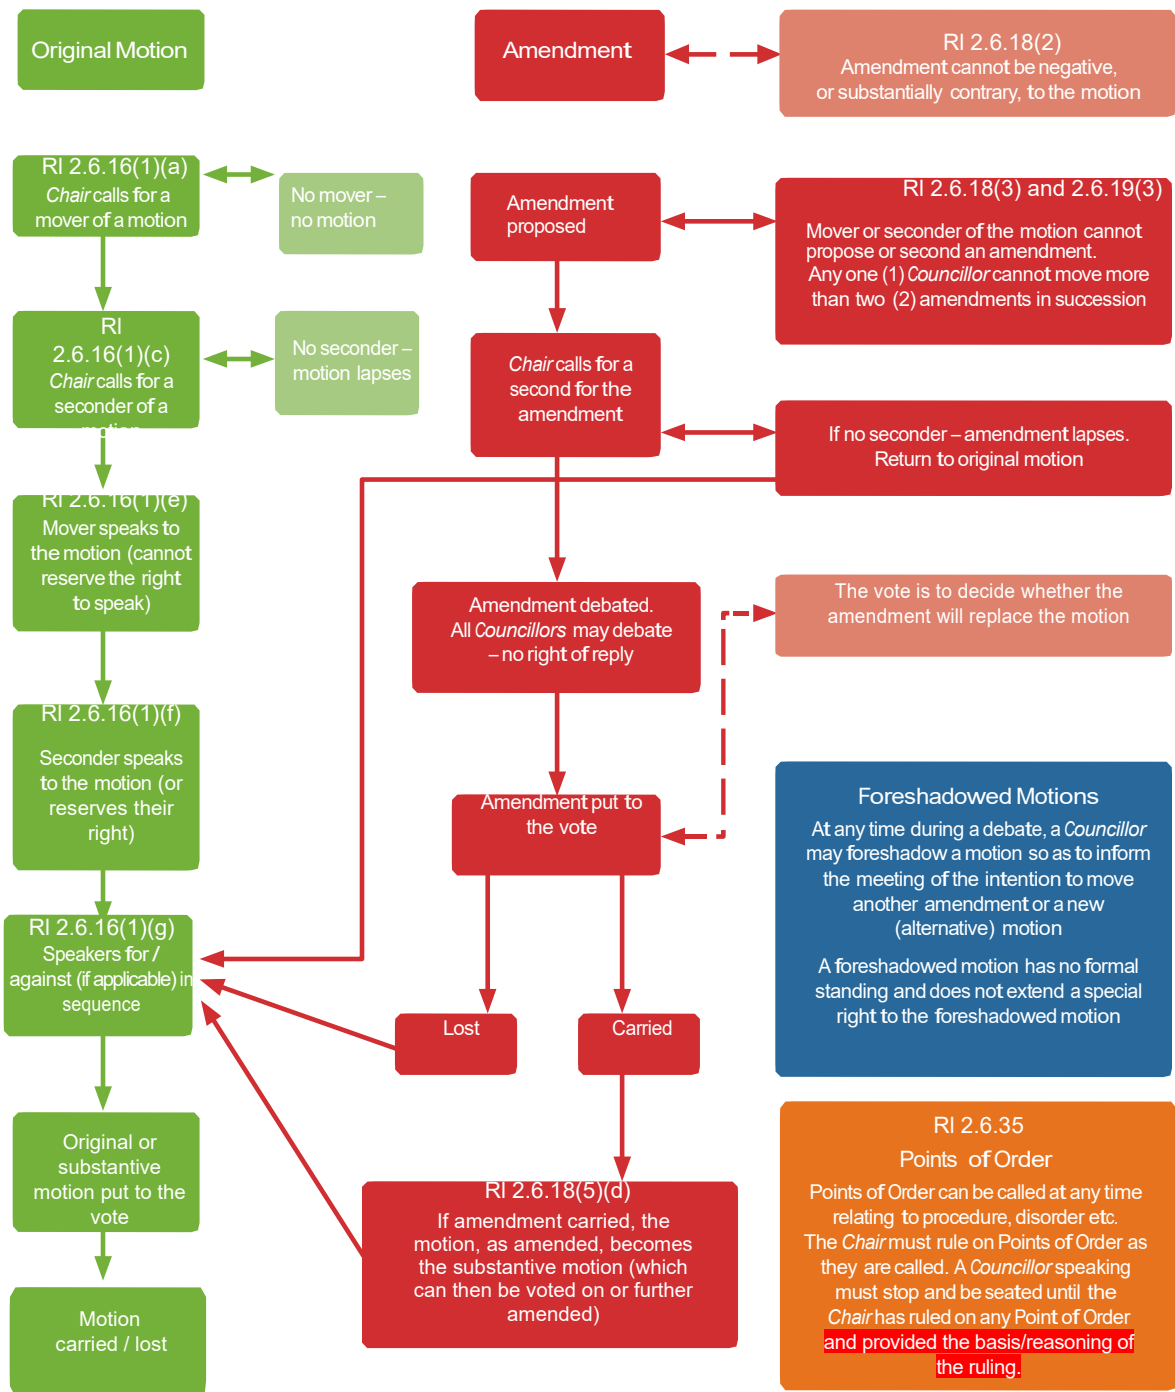 Original Motion
RI 2.6.16(1)(a)
Chair calls for a
mover of a motion
No mover –
no motion
RI
2.6.16(1)(c)
Chair calls for a
seconder of a
motion
No seconder –
motion lapses
RI 2.6.16(1)(e)
Mover speaks to
the motion (cannot
reserve the right
to speak)
RI 2.6.16(1)(f)
Seconder speaks
to the motion (or
reserves their
right)
RI 2.6.16(1)(g)
Speakers for /
against (if applicable) in
sequence
Original or
substantive
motion put to the
vote
Motion
carried / lost
Amendment
RI 2.6.18(2)
Amendment cannot be negative,
or substantially contrary, to the motion
Amendment
proposed
RI 2.6.18(3) and 2.6.19(3)
Mover or seconder of the motion cannot
propose or second an amendment.
Any one (1) Councillor cannot move more
than two (2) amendments in succession
Chair calls for a
second for the
amendment
If no seconder – amendment lapses.
Return to original motion
Amendment debated.
All Councillors may debate
– no right of reply
The vote is to decide whether the
amendment will replace the motion
Amendment put to
the vote
Lost
Carried
RI 2.6.18(5)(d)
If amendment carried, the
motion, as amended, becomes
the substantive motion (which
can then be voted on or further
amended)
Foreshadowed Motions
At any time during a debate, a Councillor
may foreshadow a motion so as to inform
the meeting of the intention to move
another amendment or a new
(alternative) motion
A foreshadowed motion has no formal
standing and does not extend a special
right to the foreshadowed motion
RI 2.6.35
Points of Order
Points of Order can be called at any time
relating to procedure, disorder etc.
The Chair must rule on Points of Order as
they are called. A Councillor speaking
must stop and be seated until the
Chair has ruled on any Point of Order
and provided the basis/reasoning of
the ruling.